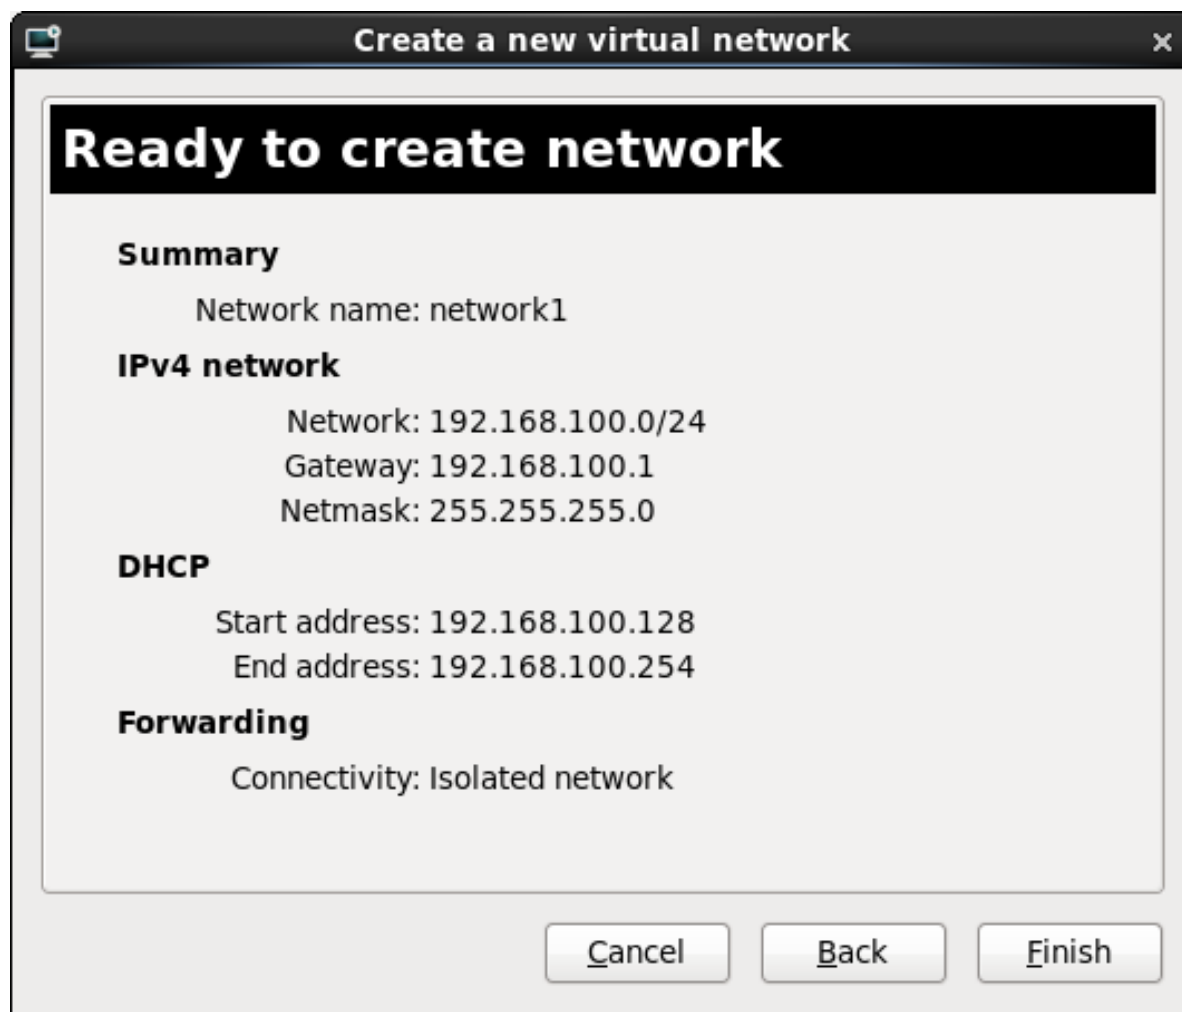 Create a new virtual network
Ready to create network
Summary
Network name: network1
IPv4 network
Network: 192.168.100.0/24
Gateway: 192.168.100.1
Netmask: 255.255.255.0
DHCP
Start address: 192.168.100.128
End address: 192.168.100.254
Forwarding
Connectivity: Isolated network
Cancel Back Finish